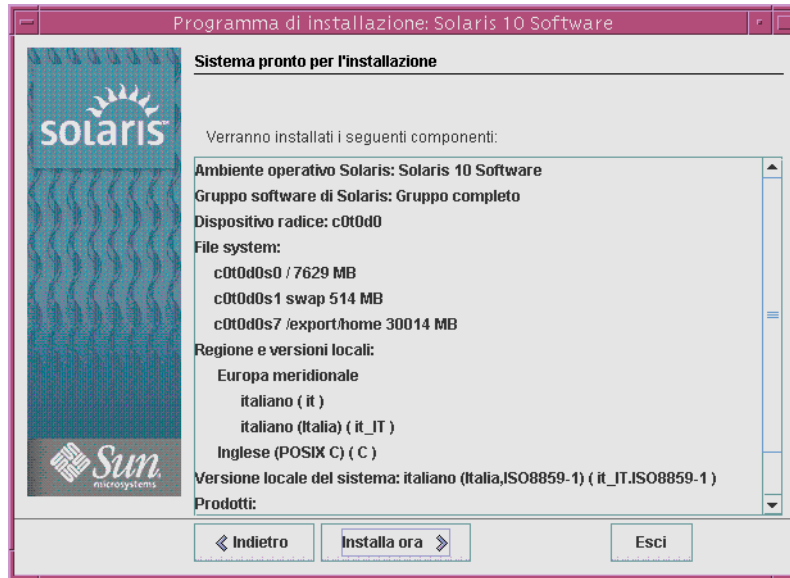 Programma di installazione: Solaris 10 Software
solaris
Sistema pronto per l'installazione
Verranno installati i seguenti componenti:
Ambiente operativo Solaris: Solaris 10 Software
Gruppo software di Solaris: Gruppo completo
Dispositivo radice: c0t0d0
File system:
c0t0d0s0 / 7629 MB
c0t0d0s1 swap 514 MB
c0t0d0s7 /export/home 30014 MB
Regione e versioni locali:
Europa meridionale
italiano ( it )
italiano (Italia) ( it_IT )
Inglese (POSIX C) ( C )
Versione locale del sistema: italiano (Italia,ISO8859-1) ( it_IT.ISO8859-1 )
Prodotti:
Sun
microsystems
Indietro
Installa ora
Esci